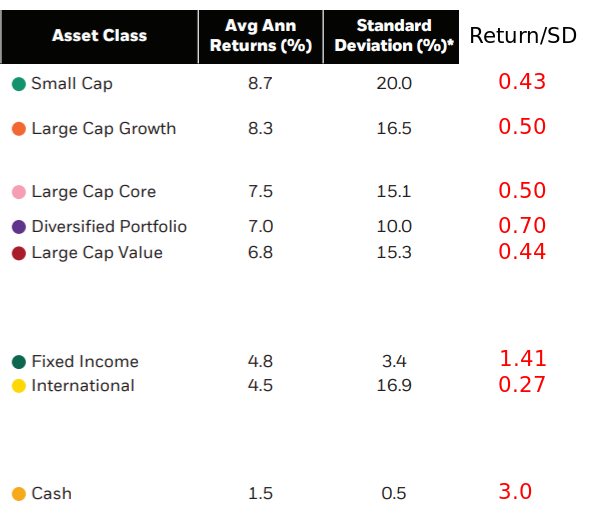 Asset Class Avg Ann Returns (%) Standard Deviation (%)* Return/SD
Small Cap 8.7 20.0 0.43
Large Cap Growth 8.3 16.5 0.50
Large Cap Core 7.5 15.1 0.50
Diversified Portfolio 7.0 10.0 0.70
Large Cap Value 6.8 15.3 0.44
Fixed Income 4.8 3.4 1.41
International 4.5 16.9 0.27
Cash 1.5 0.5 3.0